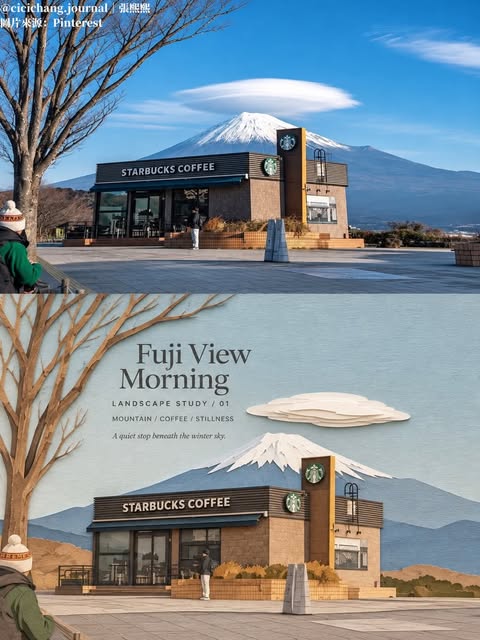 @cicichang.journal / 張熙熙
圖片來源：Pinterest
STARBUCKS COFFEE
Fuji View
Morning
LANDSCAPE STUDY / 01
MOUNTAIN / COFFEE / STILLNESS
A quiet stop beneath the winter sky.
STARBUCKS COFFEE